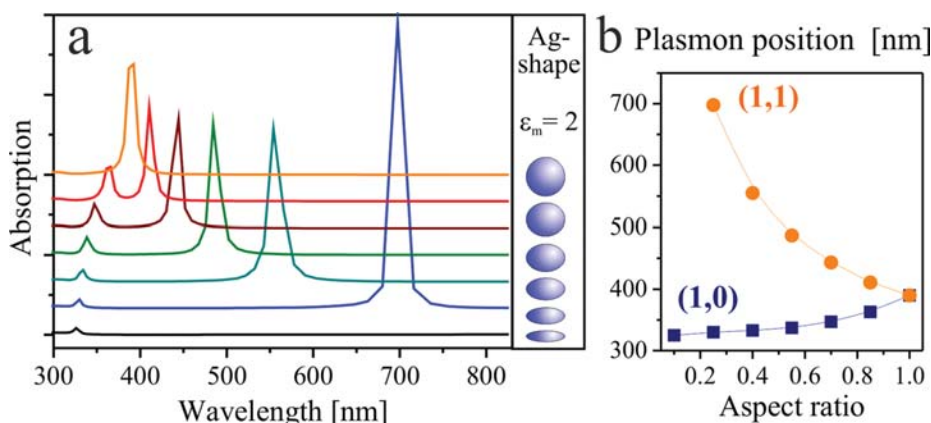 a
Absorption
300 400 500 600 700 800
Wavelength [nm]
Ag-
shape
εm= 2
b Plasmon position [nm]
700
600
500
400
300
(1,1)
(1,0)
0.2 0.4 0.6 0.8 1.0
Aspect ratio